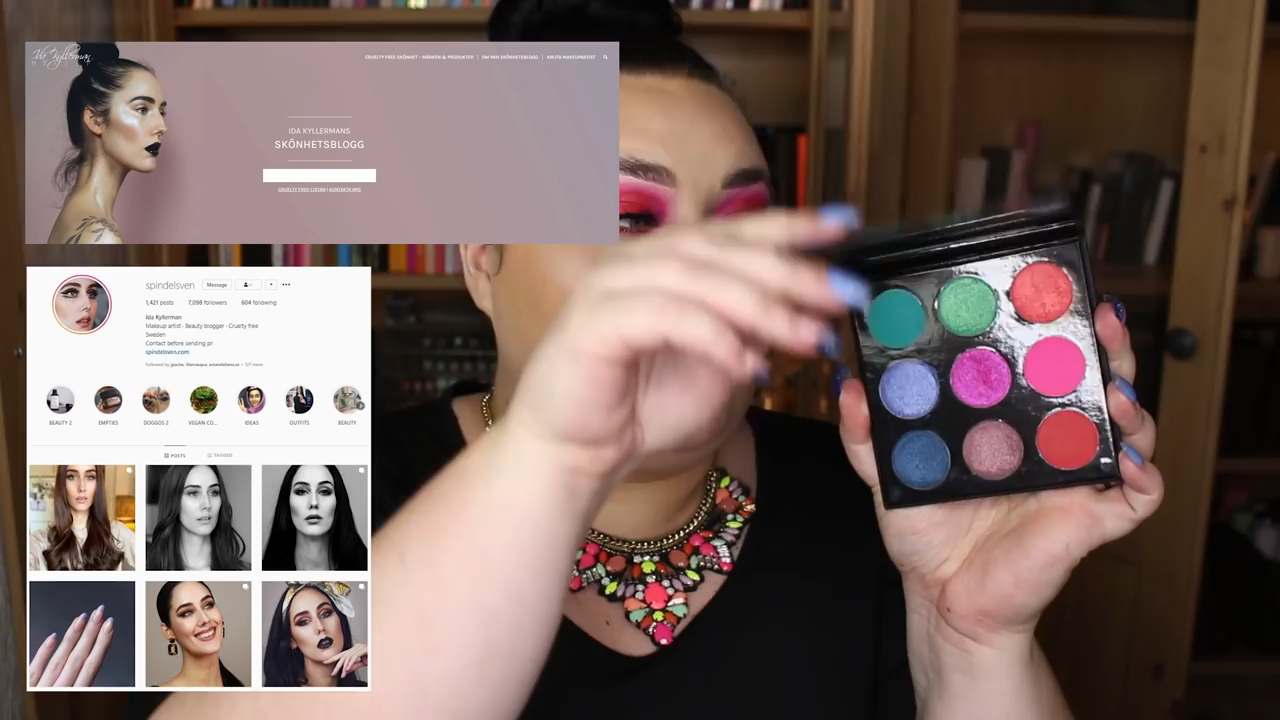 Ida Kyllerman
CRUELTY FREE SKÖNHET - MÄRKEN & PRODUKTER | OM MIN SKÖNHETSBLOGG | ANLITA MAKEUPARTIST
IDA KYLLERMANS
SKÖNHETSBLOGG
CRUELTY FREE-LISTAN | KONTAKTA MIG
spindelsven
Message
1,421 posts 7,098 followers 604 following
Ida Kyllerman
Makeup artist · Beauty blogger · Cruelty free
Sweden
Contact before sending pr
spindelsven.com
BEAUTY 2 EMPTIES DOGGOS 2 VEGAN CO... IDEAS OUTFITS BEAUTY
POSTS TAGGED